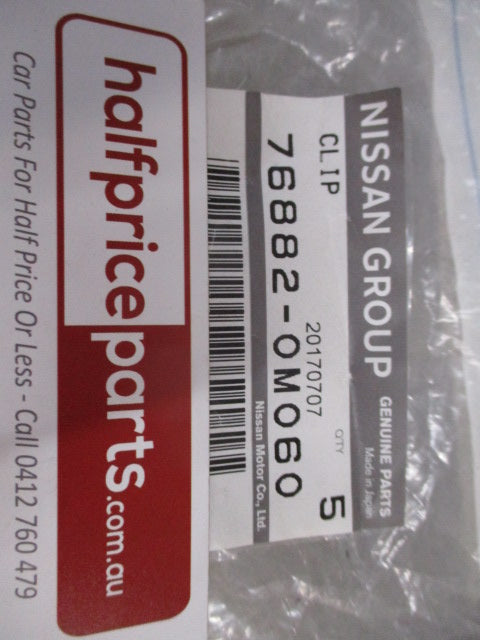 NISSAN GROUP GENUINE PARTS
Made in Japan
CLIP 20170707 QTY 5
76882-0M060
Nissan Motor Co., Ltd.
halfpriceparts.com.au
Car Parts For Half Price Or Less - Call 0412 760 479